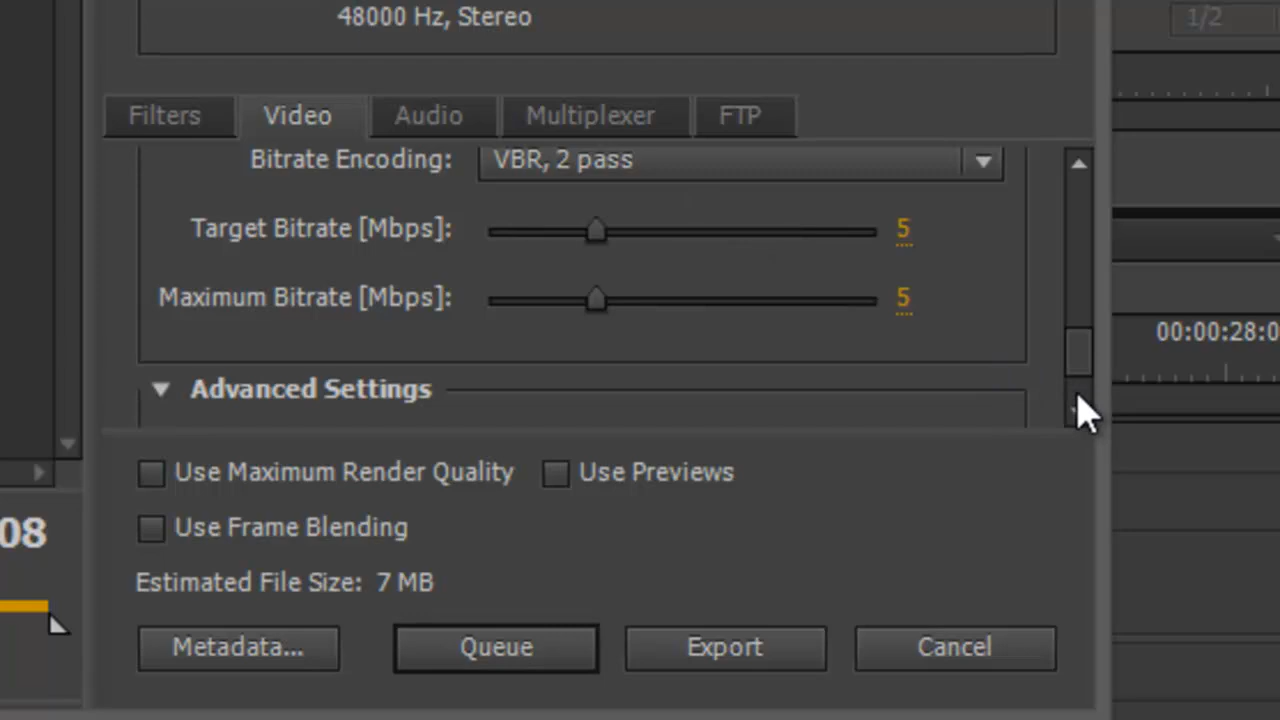 48000 Hz, Stereo
1/2
Filters Video Audio Multiplexer FTP
Bitrate Encoding: VBR, 2 pass
Target Bitrate [Mbps]: 5
Maximum Bitrate [Mbps]: 5
00:00:28:0
Advanced Settings
Use Maximum Render Quality Use Previews
08
Use Frame Blending
Estimated File Size: 7 MB
Metadata... Queue Export Cancel